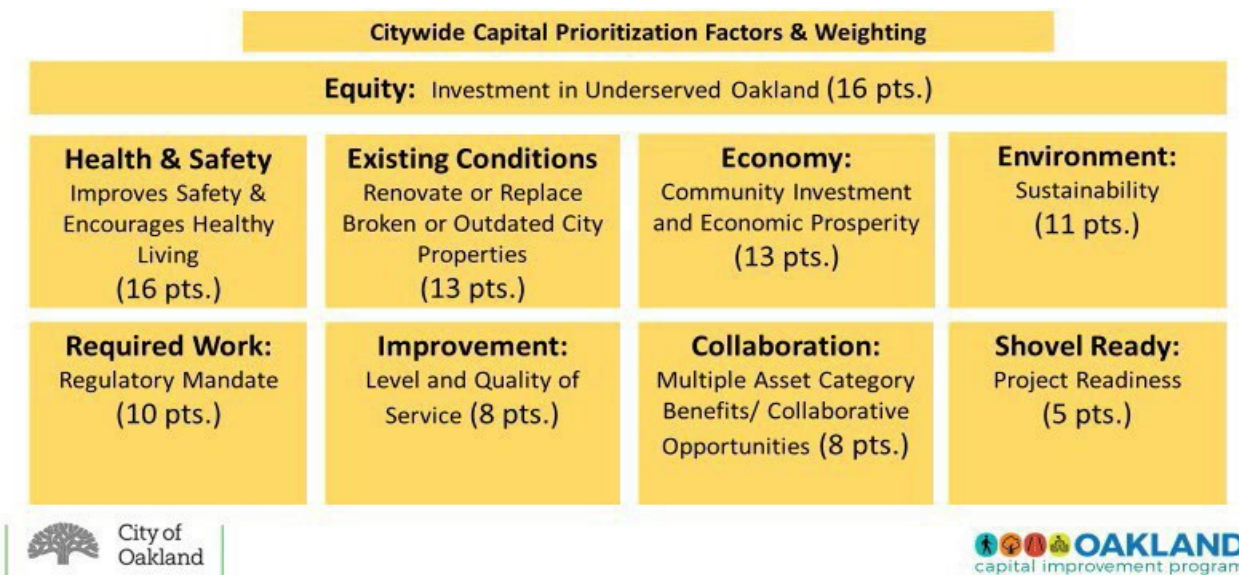 Citywide Capital Prioritization Factors & Weighting
Equity: Investment in Underserved Oakland (16 pts.)
Health & Safety
Improves Safety &
Encourages Healthy
Living
(16 pts.)
Existing Conditions
Renovate or Replace
Broken or Outdated City
Properties
(13 pts.)
Economy:
Community Investment
and Economic Prosperity
(13 pts.)
Environment:
Sustainability
(11 pts.)
Required Work:
Regulatory Mandate
(10 pts.)
Improvement:
Level and Quality of
Service (8 pts.)
Collaboration:
Multiple Asset Category
Benefits/ Collaborative
Opportunities (8 pts.)
Shovel Ready:
Project Readiness
(5 pts.)
City of
Oakland
OAKLAND
capital improvement program